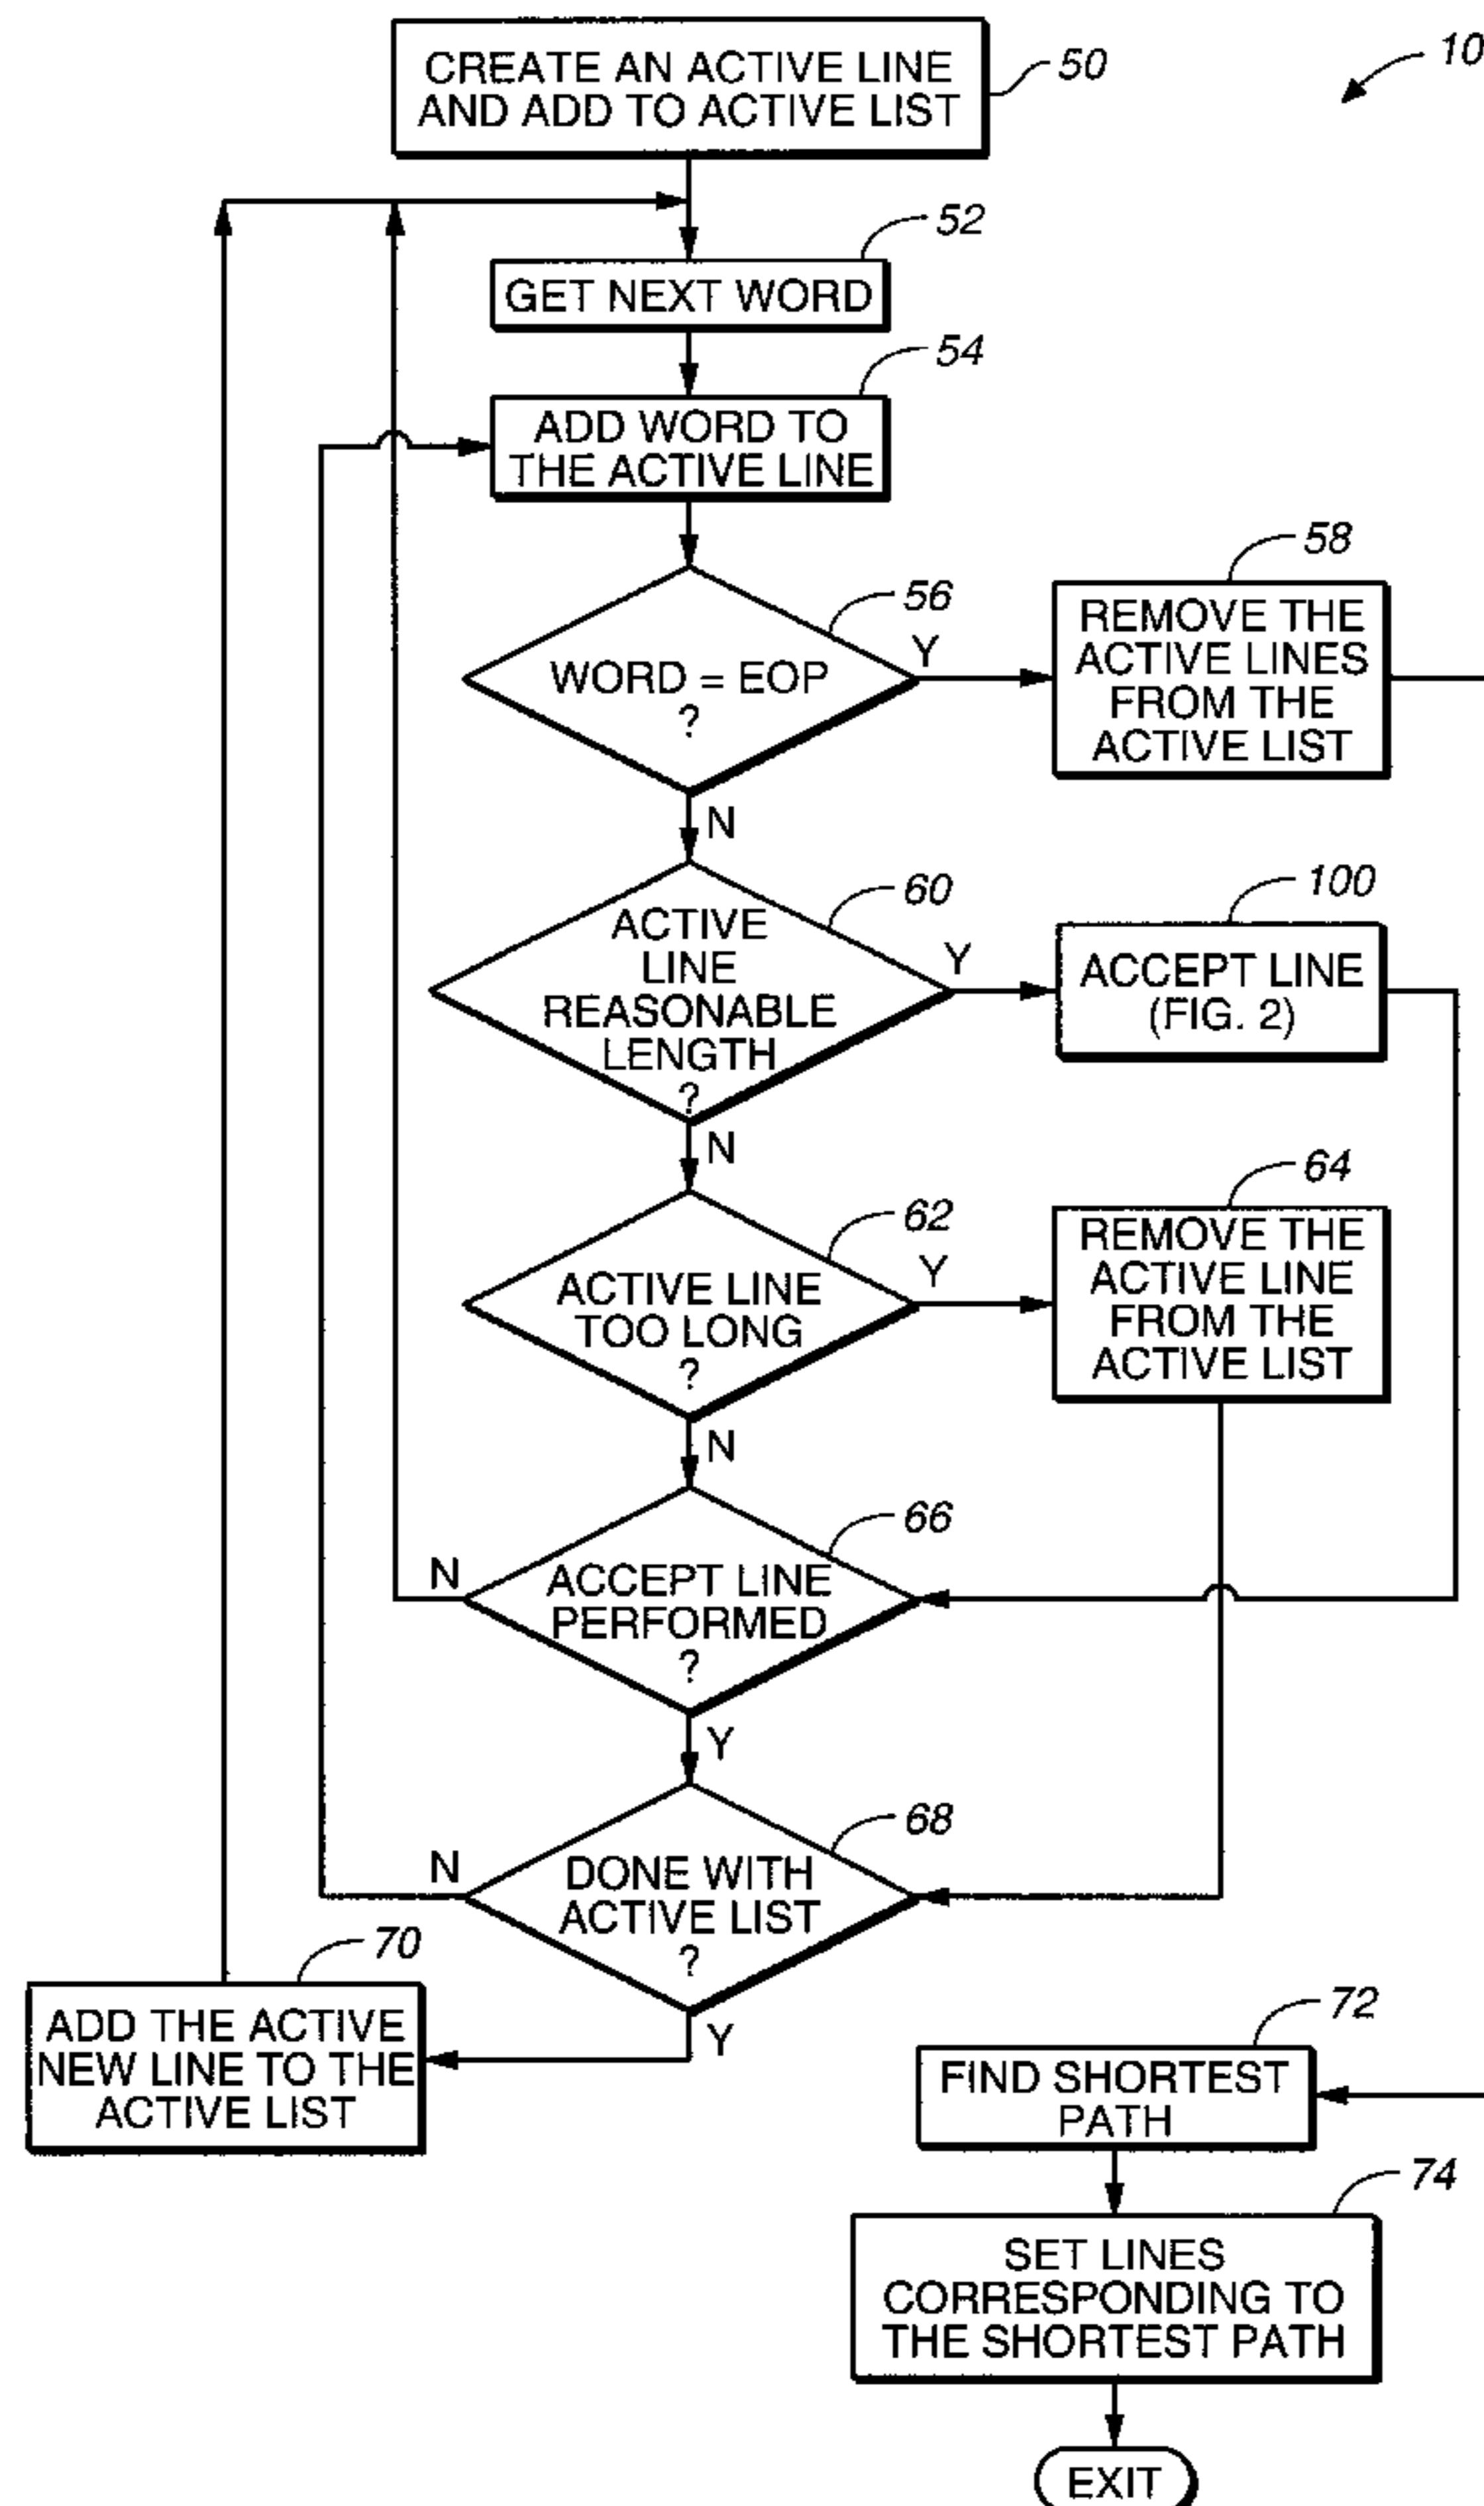 CREATE AN ACTIVE LINE
AND ADD TO ACTIVE LIST
50
10
52
GET NEXT WORD
54
ADD WORD TO
THE ACTIVE LINE
56
WORD = EOP
?
Y
N
58
REMOVE THE
ACTIVE LINES
FROM THE
ACTIVE LIST
60
ACTIVE
LINE
REASONABLE
LENGTH
?
Y
N
100
ACCEPT LINE
(FIG. 2)
62
ACTIVE LINE
TOO LONG
?
Y
N
64
REMOVE THE
ACTIVE LINE
FROM THE
ACTIVE LIST
66
ACCEPT LINE
PERFORMED
?
N
Y
68
DONE WITH
ACTIVE LIST
?
N
Y
70
ADD THE ACTIVE
NEW LINE TO THE
ACTIVE LIST
72
FIND SHORTEST
PATH
74
SET LINES
CORRESPONDING TO
THE SHORTEST PATH
EXIT